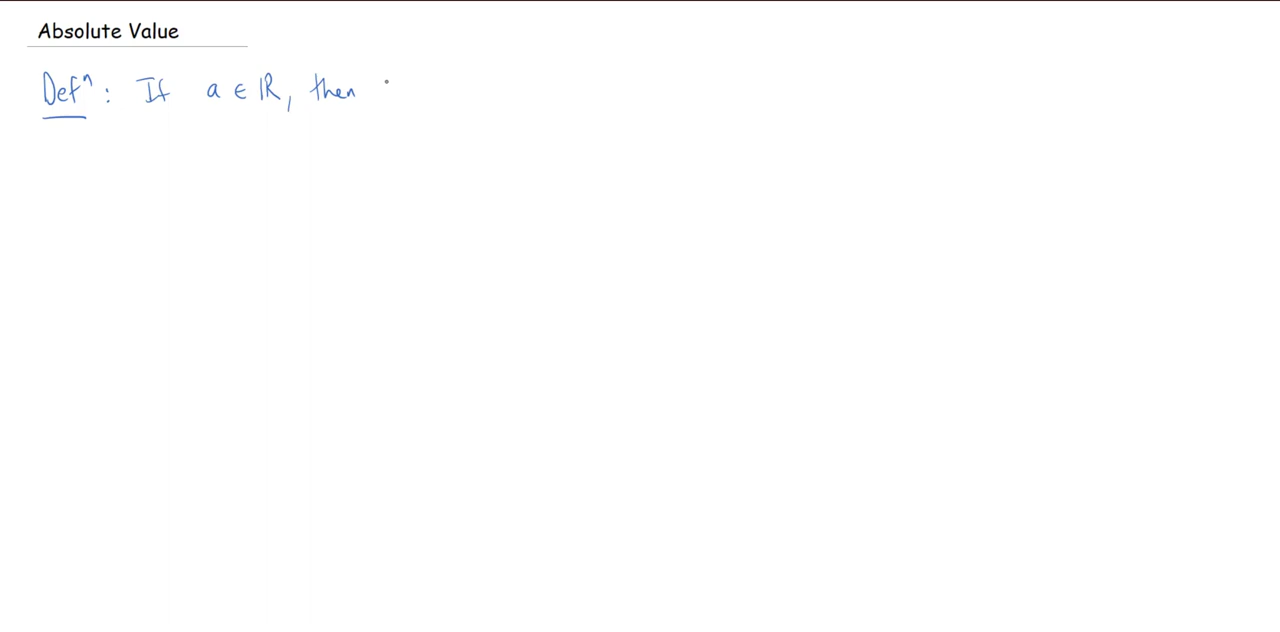 Absolute Value
Defⁿ: If a ∈ ℝ, then